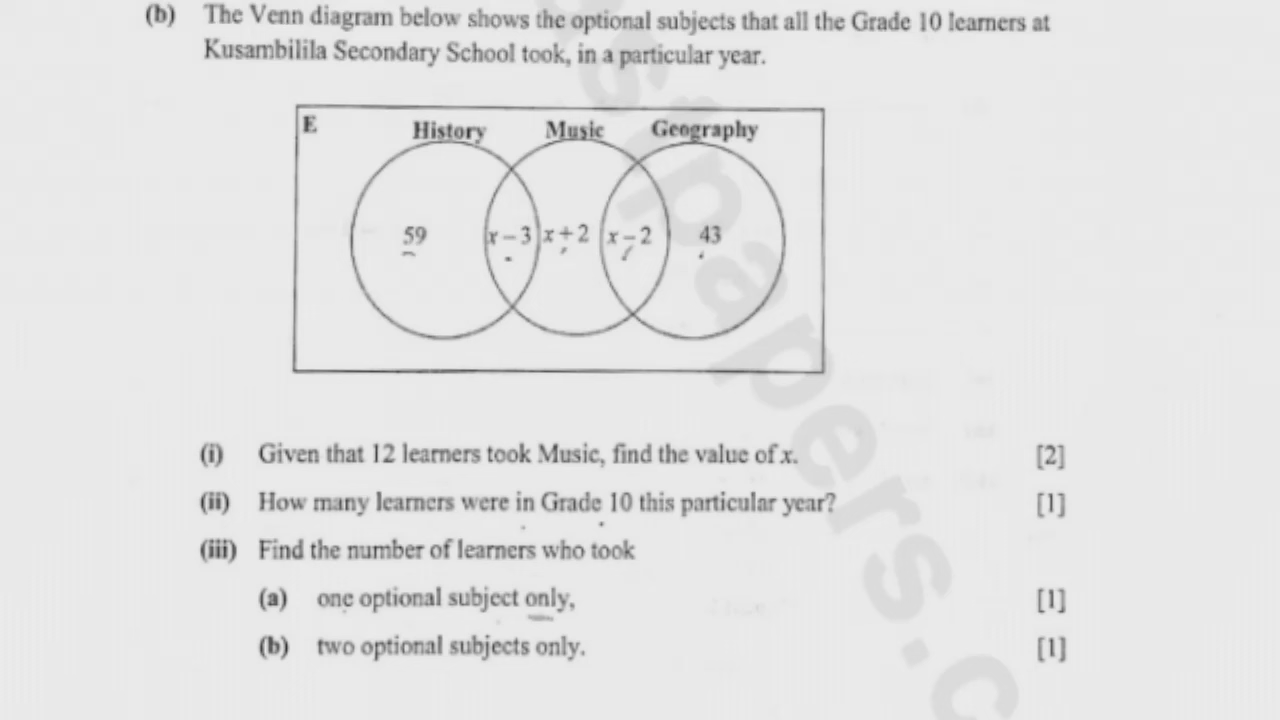 (b) The Venn diagram below shows the optional subjects that all the Grade 10 learners at
Kusambilila Secondary School took, in a particular year.
E
History Music Geography
59 x – 3 x + 2 x – 2 43
(i) Given that 12 learners took Music, find the value of x. [2]
(ii) How many learners were in Grade 10 this particular year? [1]
(iii) Find the number of learners who took
(a) one optional subject only, [1]
(b) two optional subjects only. [1]
spapers.c